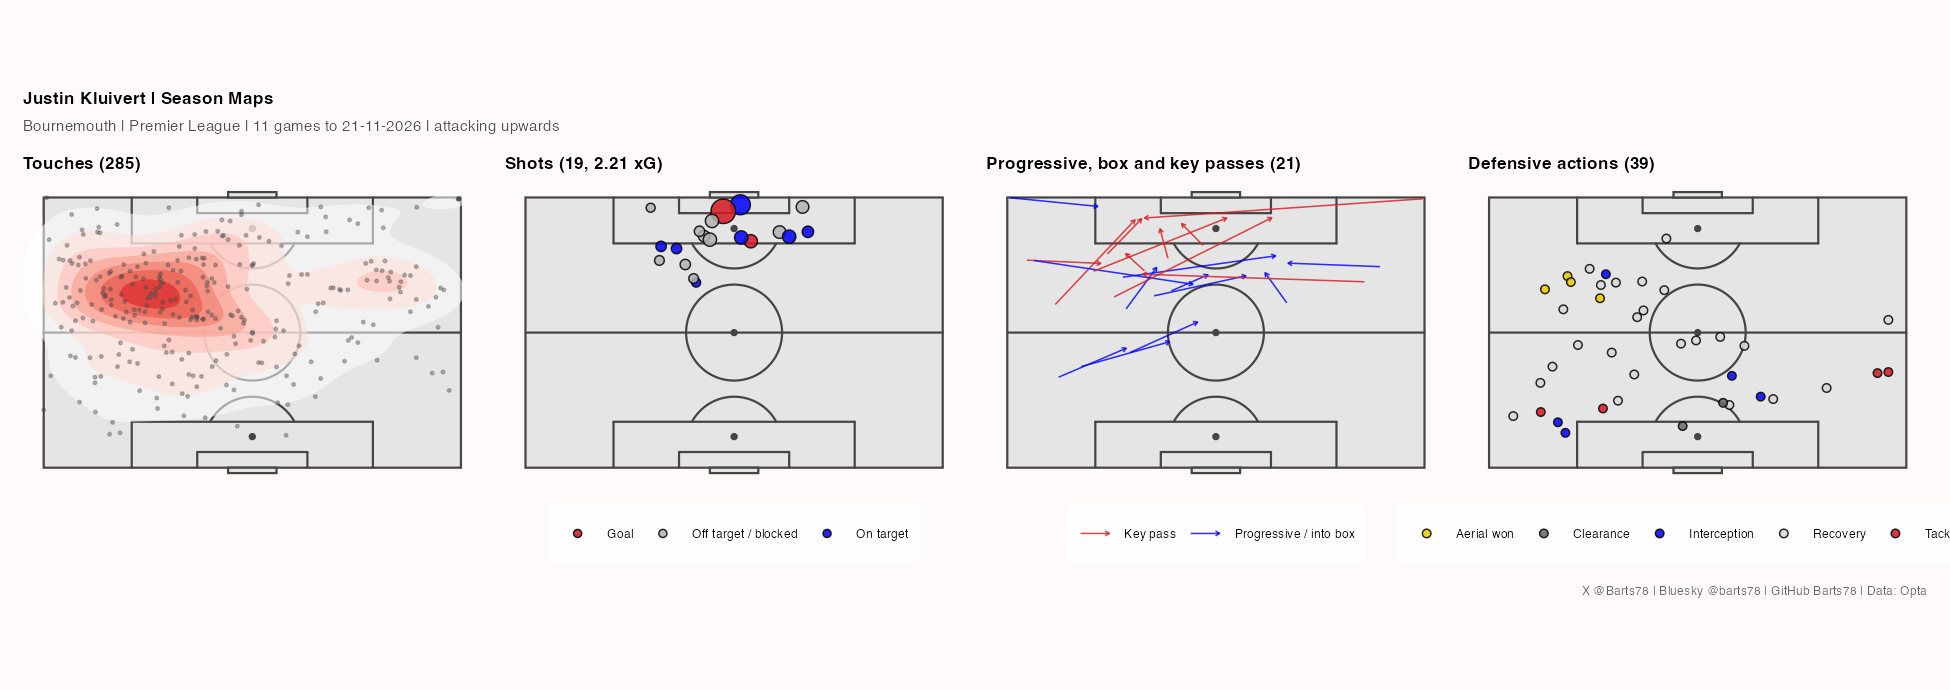 Justin Kluivert | Season Maps
Bournemouth | Premier League | 11 games to 21-11-2026 | attacking upwards
Touches (285)
Shots (19, 2.21 xG)
Progressive, box and key passes (21)
Defensive actions (39)
Goal
Off target / blocked
On target
Key pass
Progressive / into box
Aerial won
Clearance
Interception
Recovery
Tack
X @Barts78 | Bluesky @barts78 | GitHub Barts78 | Data: Opta